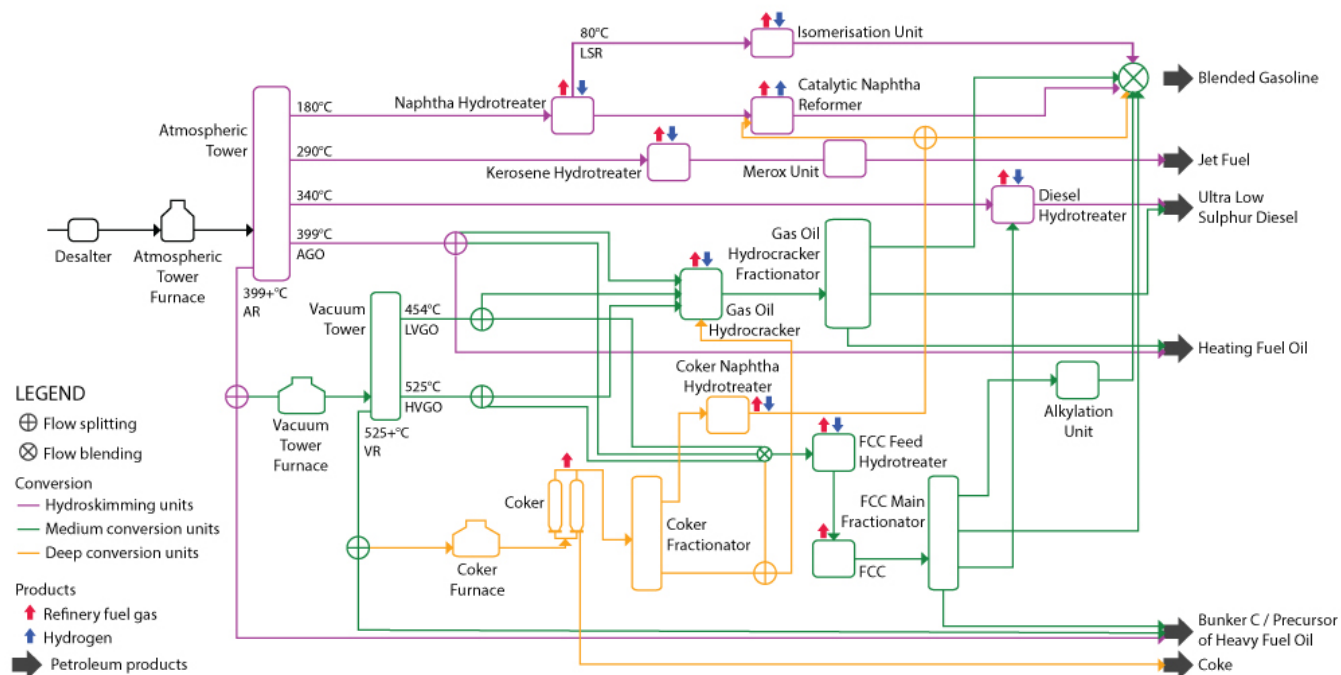 80°C
LSR
Isomerisation Unit
Blended Gasoline
180°C
Naphtha Hydrotreater
Catalytic Naphtha
Reformer
Atmospheric
Tower
290°C
Kerosene Hydrotreater
Merox Unit
Jet Fuel
340°C
Diesel
Hydrotreater
Ultra Low
Sulphur Diesel
Desalter
Atmospheric
Tower
Furnace
399°C
AGO
399+°C
AR
Gas Oil
Hydrocracker
Fractionator
Gas Oil
Hydrocracker
Vacuum
Tower
454°C
LVGO
Heating Fuel Oil
525°C
HVGO
525+°C
VR
Coker Naphtha
Hydrotreater
Alkylation
Unit
Vacuum
Tower
Furnace
FCC Feed
Hydrotreater
Coker
Coker
Fractionator
FCC Main
Fractionator
FCC
Coker
Furnace
Bunker C / Precursor
of Heavy Fuel Oil
Coke
LEGEND
Flow splitting
Flow blending
Conversion
Hydroskimming units
Medium conversion units
Deep conversion units
Products
Refinery fuel gas
Hydrogen
Petroleum products